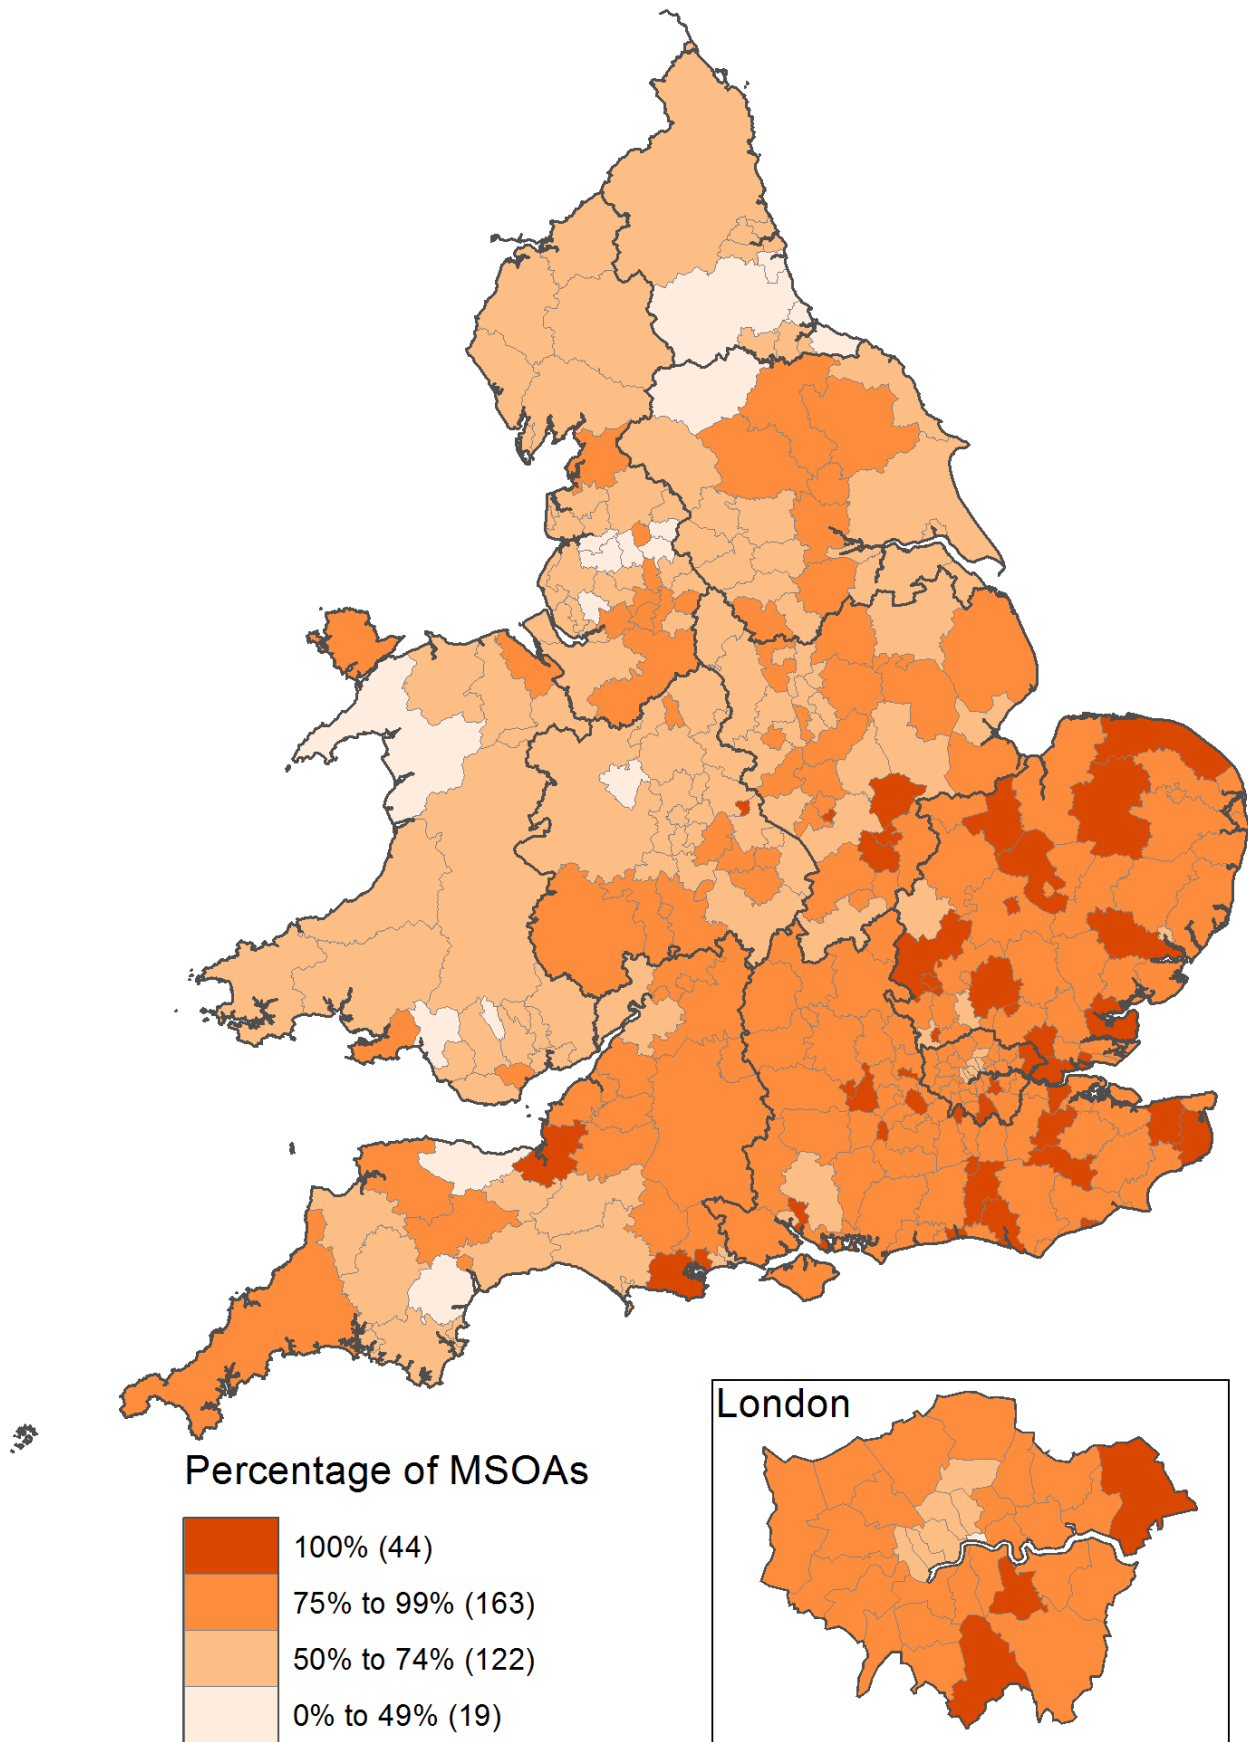 London
Percentage of MSOAs
100% (44)
75% to 99% (163)
50% to 74% (122)
0% to 49% (19)